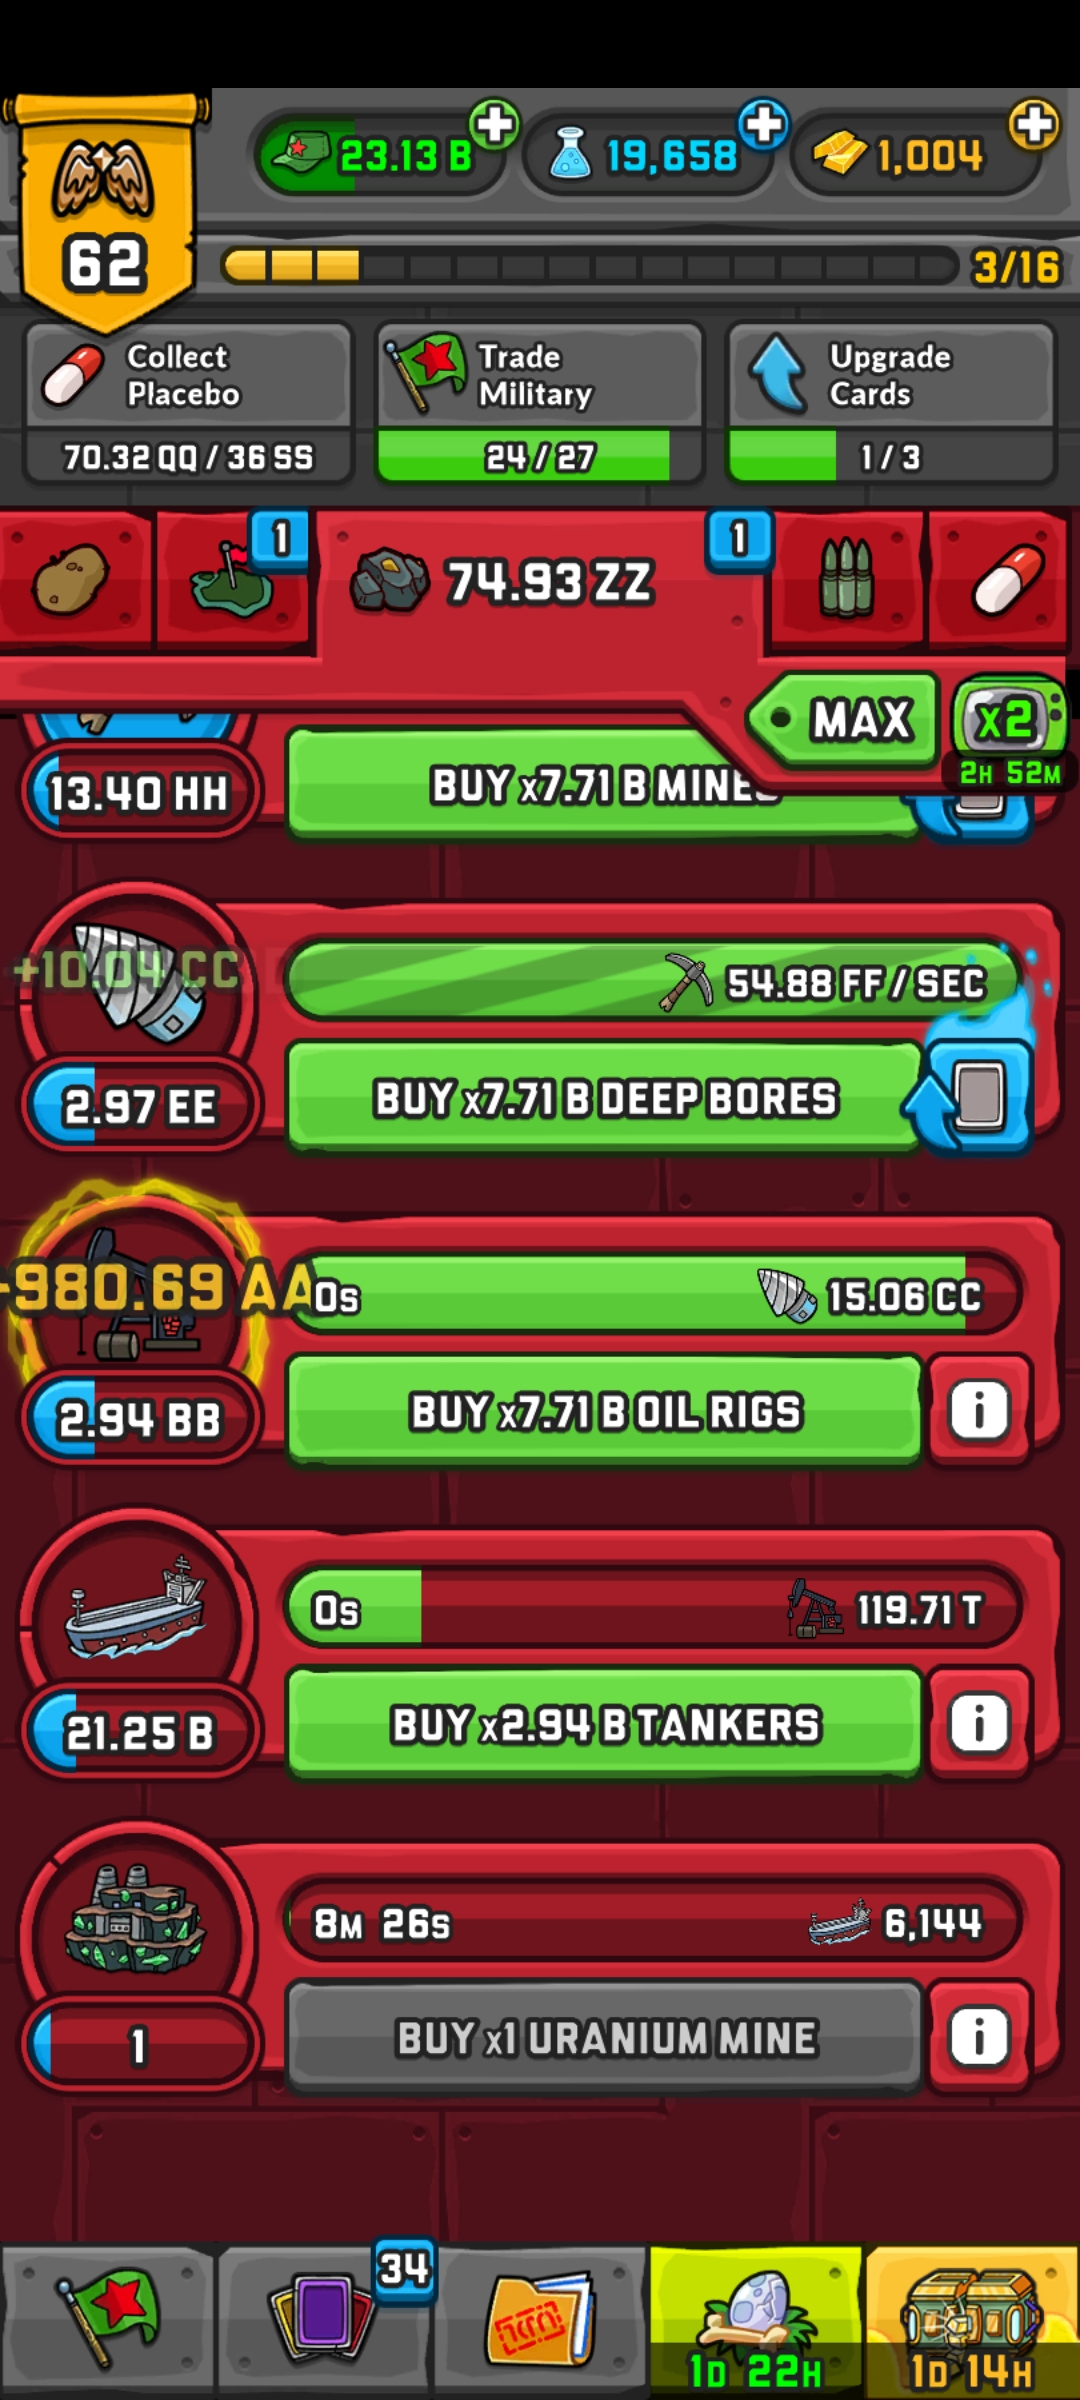 23.13 B
19,658
1,004
62
3/16
Collect
Placebo
70.32 QQ / 36 SS
Trade
Military
24 / 27
Upgrade
Cards
1 / 3
1
74.93 ZZ
1
MAX
x2
2H 52M
13.40 HH
BUY x7.71 B MINES
+10.04 CC
54.88 FF / SEC
2.97 EE
BUY x7.71 B DEEP BORES
-980.69 AA
0s
15.06 CC
2.94 BB
BUY x7.71 B OIL RIGS
i
0s
119.71 T
21.25 B
BUY x2.94 B TANKERS
i
8M 26s
6,144
1
BUY x1 URANIUM MINE
i
34
1D 22H
1D 14H